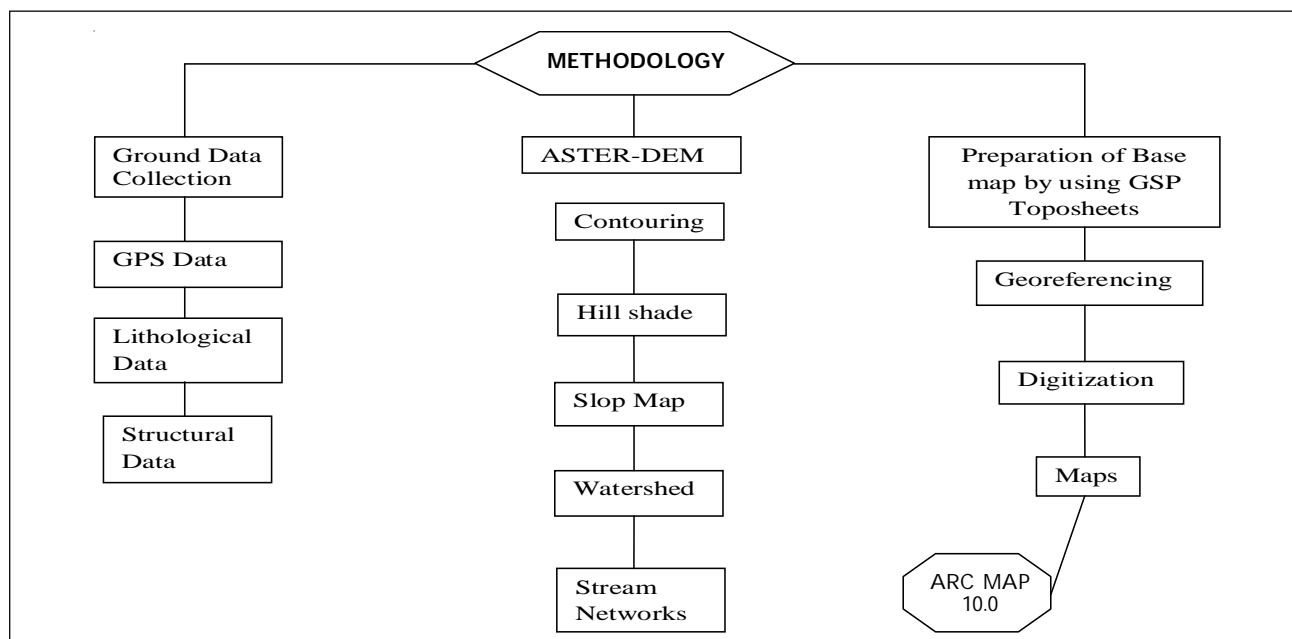 METHODOLOGY
Ground Data
Collection
GPS Data
Lithological
Data
Structural
Data
ASTER-DEM
Contouring
Hill shade
Slop Map
Watershed
Stream
Networks
Preparation of Base
map by using GSP
Toposheets
Georeferencing
Digitization
Maps
ARC MAP
10.0